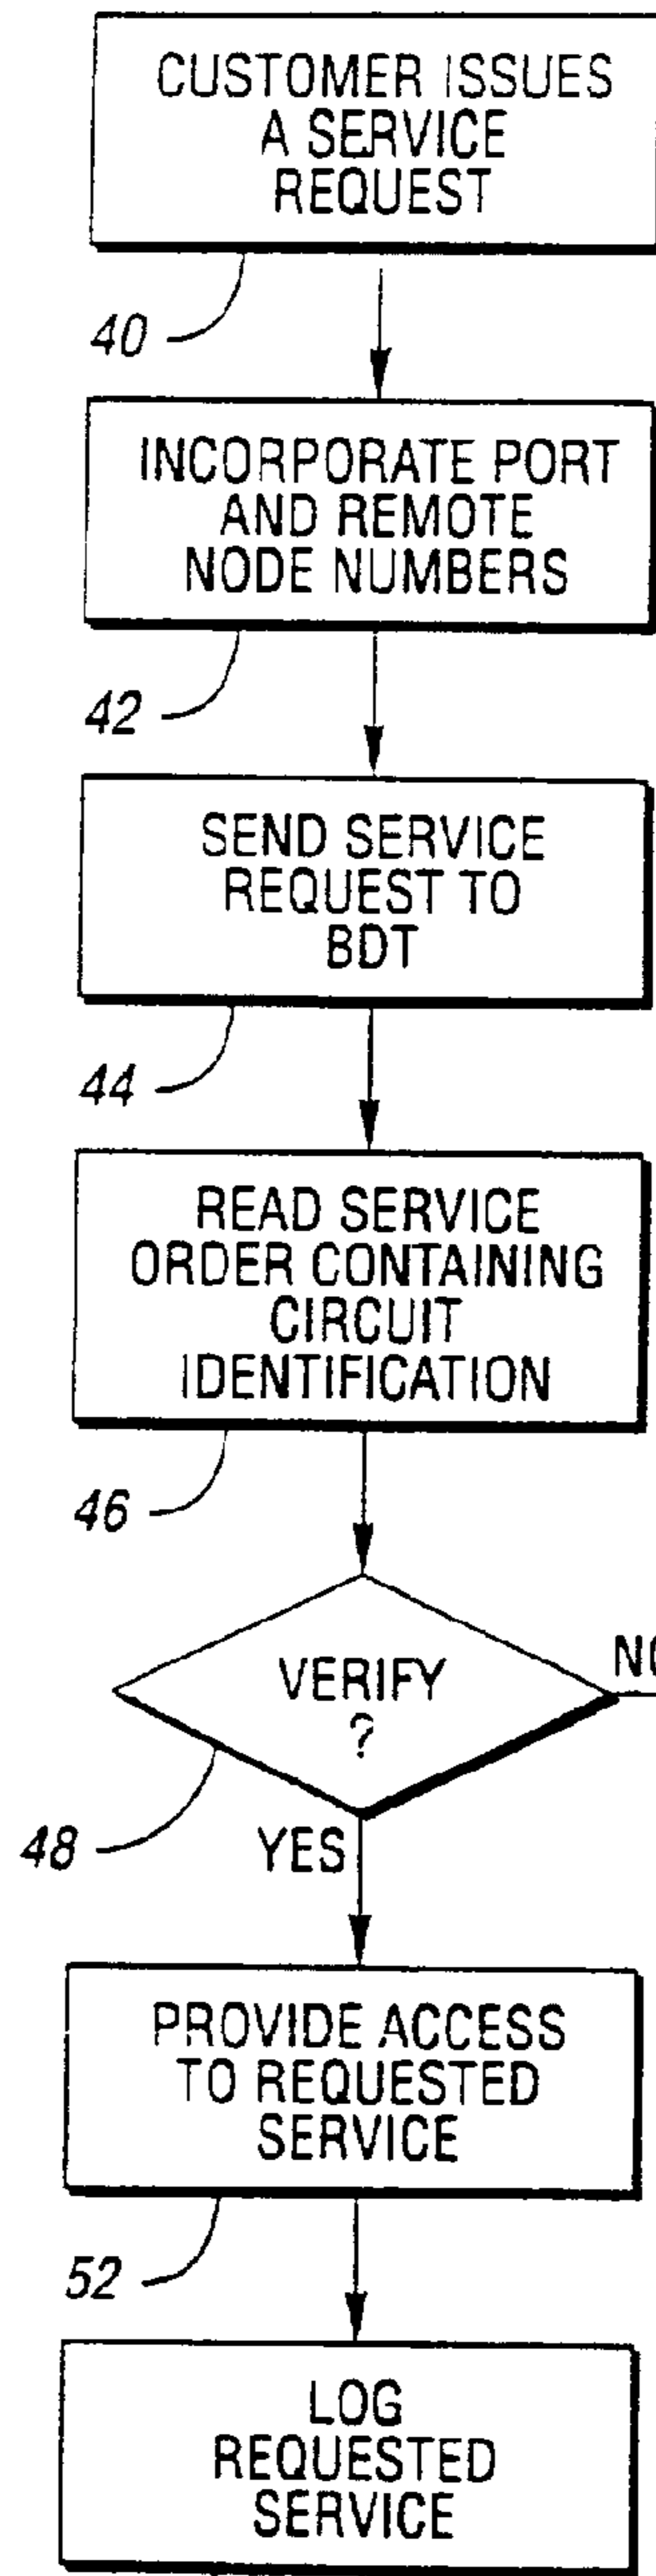 CUSTOMER ISSUES
A SERVICE
REQUEST
40
INCORPORATE PORT
AND REMOTE
NODE NUMBERS
42
SEND SERVICE
REQUEST TO
BDT
44
READ SERVICE
ORDER CONTAINING
CIRCUIT
IDENTIFICATION
46
VERIFY
?
NO
48
YES
PROVIDE ACCESS
TO REQUESTED
SERVICE
52
LOG
REQUESTED
SERVICE